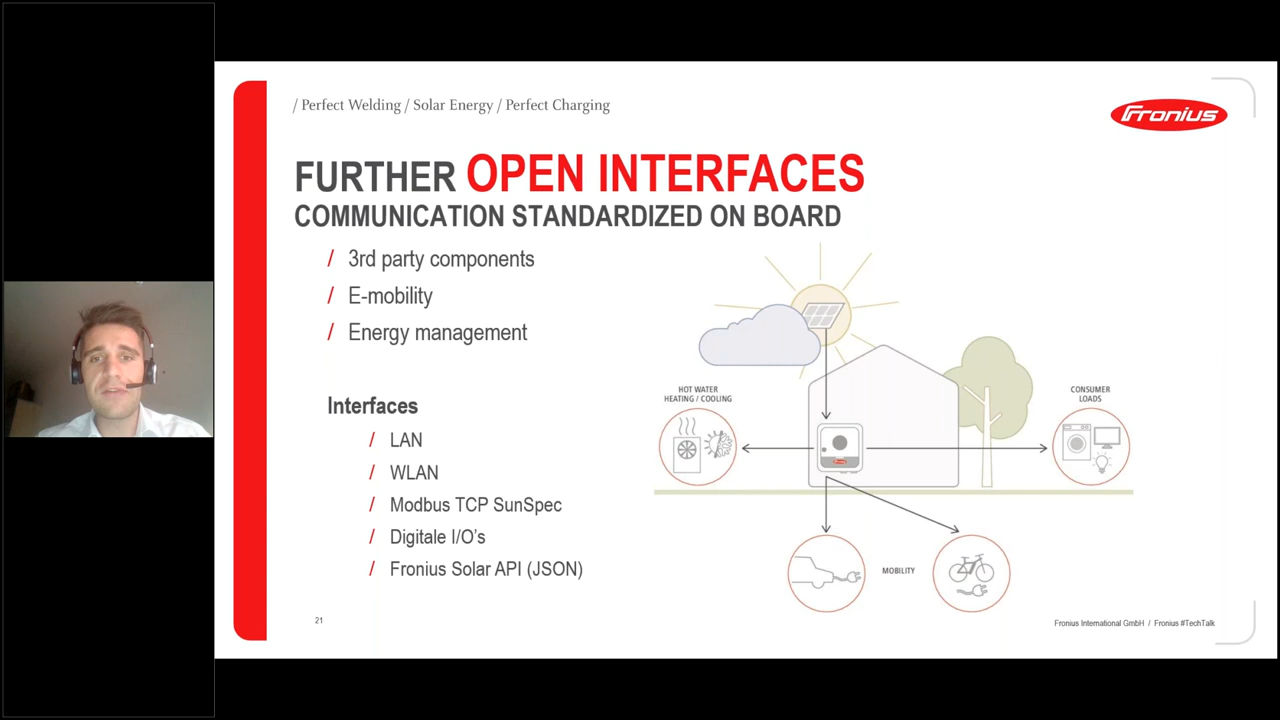 / Perfect Welding / Solar Energy / Perfect Charging
Fronius
FURTHER OPEN INTERFACES
COMMUNICATION STANDARDIZED ON BOARD
/ 3rd party components
/ E-mobility
/ Energy management
Interfaces
/ LAN
/ WLAN
/ Modbus TCP SunSpec
/ Digitale I/O's
/ Fronius Solar API (JSON)
HOT WATER
HEATING / COOLING
CONSUMER
LOADS
MOBILITY
21
Fronius International GmbH / Fronius #TechTalk